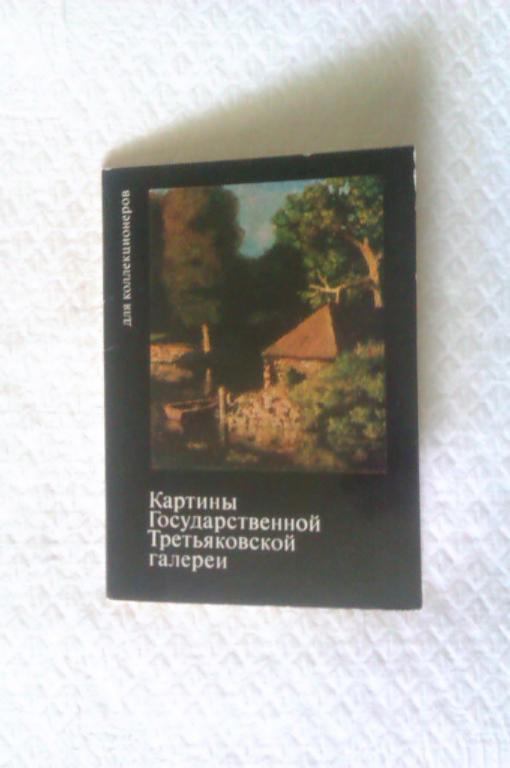 для коллекционеров
Картины
Государственной
Третьяковской
галереи